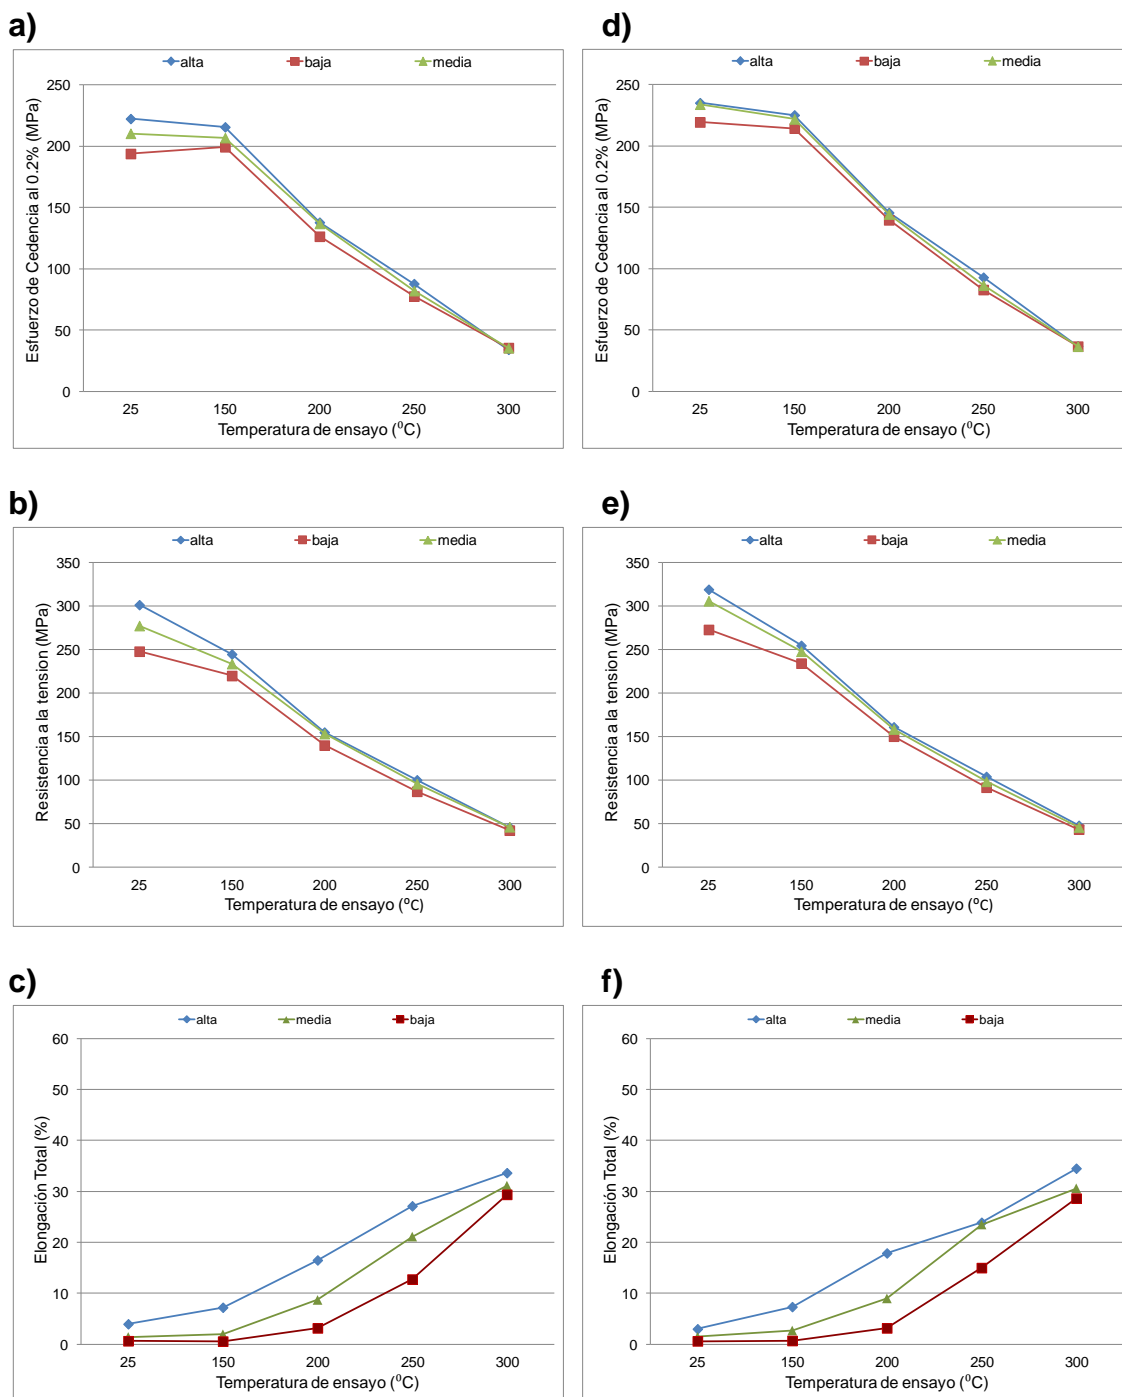 a)
alta baja media
Esfuerzo de Cedencia al 0.2% (MPa)
250
200
150
100
50
0
25 150 200 250 300
Temperatura de ensayo (⁰C)
d)
alta baja media
Esfuerzo de Cedencia al 0.2% (MPa)
250
200
150
100
50
0
25 150 200 250 300
Temperatura de ensayo (⁰C)
b)
alta baja media
Resistencia a la tension (MPa)
350
300
250
200
150
100
50
0
25 150 200 250 300
Temperatura de ensayo (ºC)
e)
alta baja media
Resistencia a la tension (MPa)
350
300
250
200
150
100
50
0
25 150 200 250 300
Temperatura de ensayo (ºC)
c)
alta media baja
Elongación Total (%)
60
50
40
30
20
10
0
25 150 200 250 300
Temperatura de ensayo (⁰C)
f)
alta media baja
Elongación Total (%)
60
50
40
30
20
10
0
25 150 200 250 300
Temperatura de ensayo (⁰C)